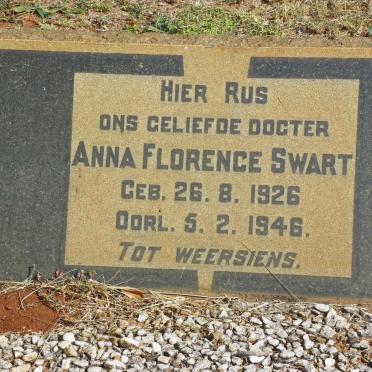 HIER RUS
ONS GELIEFDE DOGTER
ANNA FLORENCE SWART
GEB. 26. 8. 1926
OORL. 5. 2. 1946.
TOT WEERSIENS.